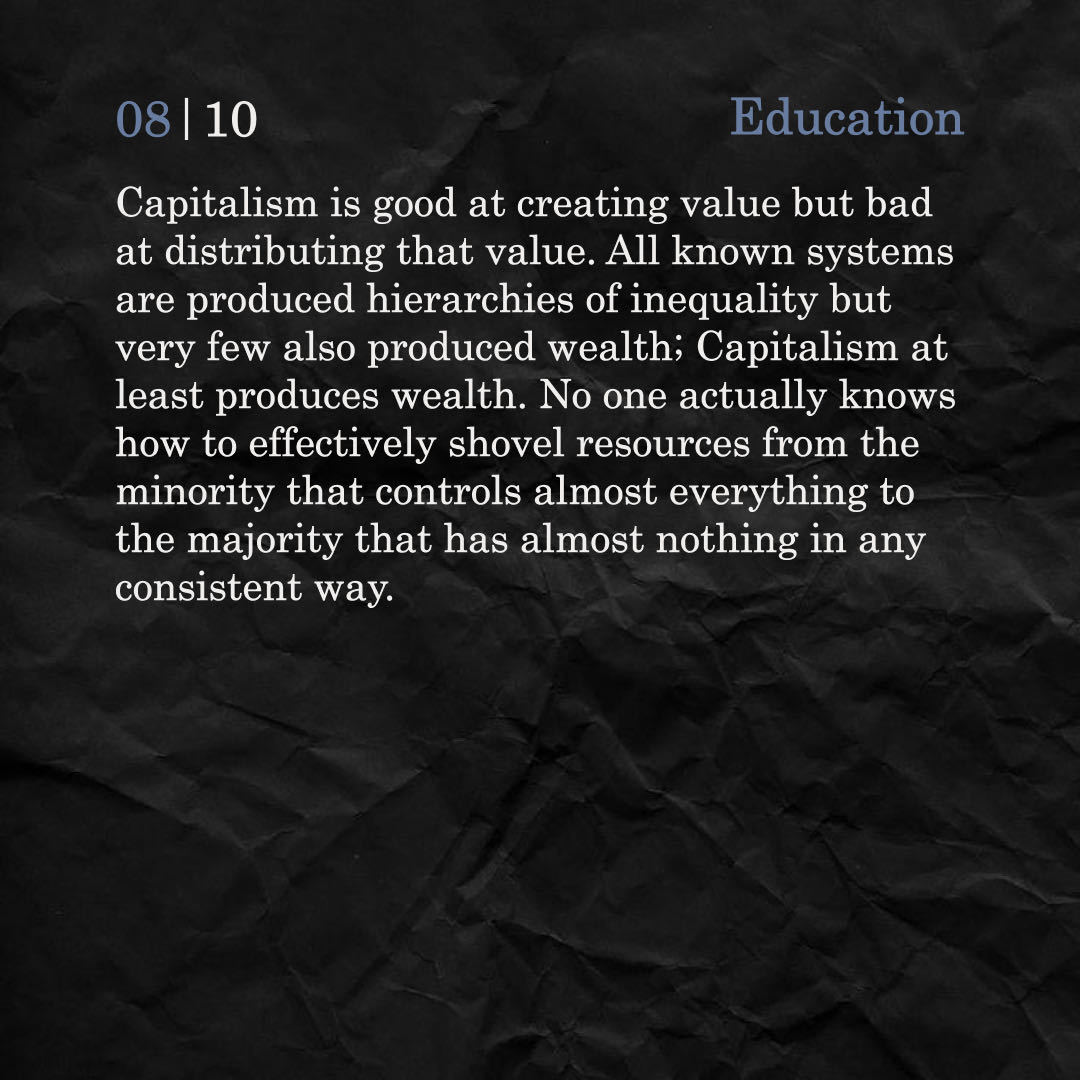 08|10
Education
Capitalism is good at creating value but bad
at distributing that value. All known systems
are produced hierarchies of inequality but
very few also produced wealth; Capitalism at
least produces wealth. No one actually knows
how to effectively shovel resources from the
minority that controls almost everything to
the majority that has almost nothing in any
consistent way.